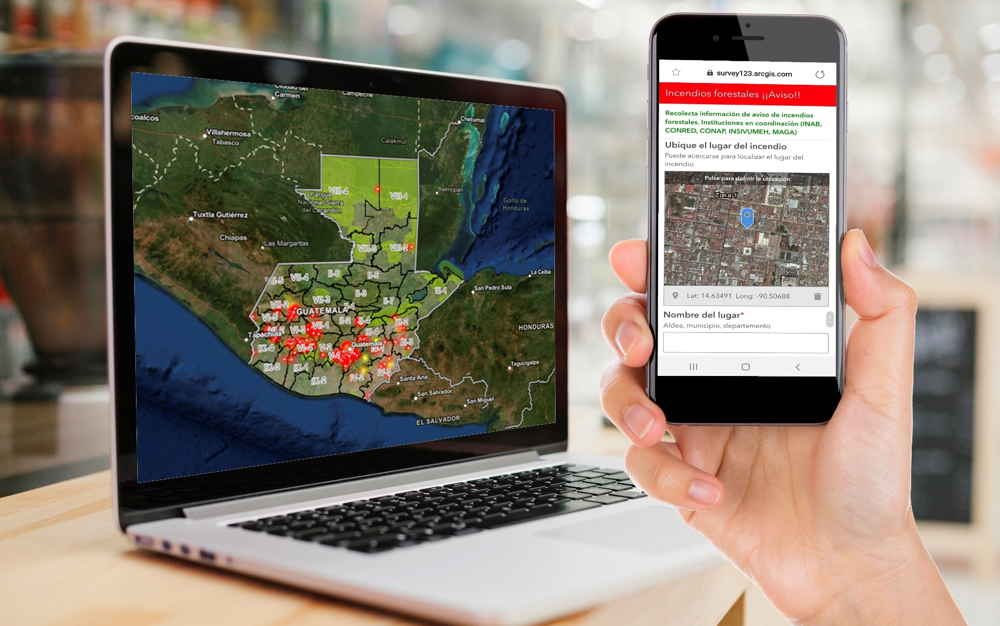 Ciudad del
Carmen
Campeche
coalcos
Villahermosa
Tabasco
Chetumal
Calakmul
VIII-4
VIII-1
Parque
Nacional Sierra
del Lacandón
Belmopán
Golfo de
Honduras
Tuxtla Gutiérrez
Chiapas
Las Margaritas
VIII-3
VIII-2
VII-5
VII-4
II-6
II-5
La Ceiba
San Pedro Sula
III-1
II-3
VII-3
II-7
VII-2
GUATEMALA
II-1
VI-5
VI-2
VI-3
VII-1
II-2
II-4
III-2
HONDURAS
Tapachula
III-4
III-3
IX-4
VI-4
V-2
V-1
Guatemala
IV-1
IX-3
IX-1
IX-2
IV-2
IV-3
Tegucigalpa
Santa Ana
San Salvador
San Miguel
EL SALVADOR
survey123.arcgis.com
Incendios forestales ¡¡Aviso!!
Recolecta información de aviso de incendios
forestales. Instituciones en coordinación (INAB,
CONRED, CONAP, INSIVUMEH, MAGA)
Ubique el lugar del incendio
Puede acercarse para localizar el lugar del
incendio
Pulse para definir la ubicación
Zona 1
Lat: 14.63491 Long: -90.50688
Nombre del lugar*
Aldea, municipio, departamento